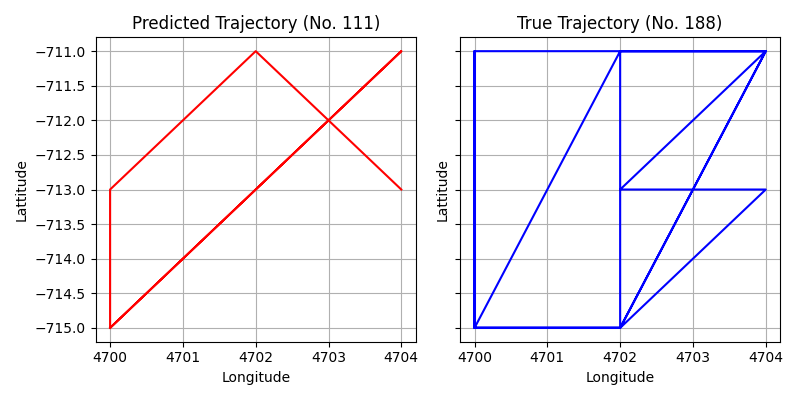 Predicted Trajectory (No. 111)
True Trajectory (No. 188)
−711.0
−711.5
−712.0
−712.5
−713.0
−713.5
−714.0
−714.5
−715.0
Lattitude
Lattitude
4700 4701 4702 4703 4704
4700 4701 4702 4703 4704
Longitude
Longitude